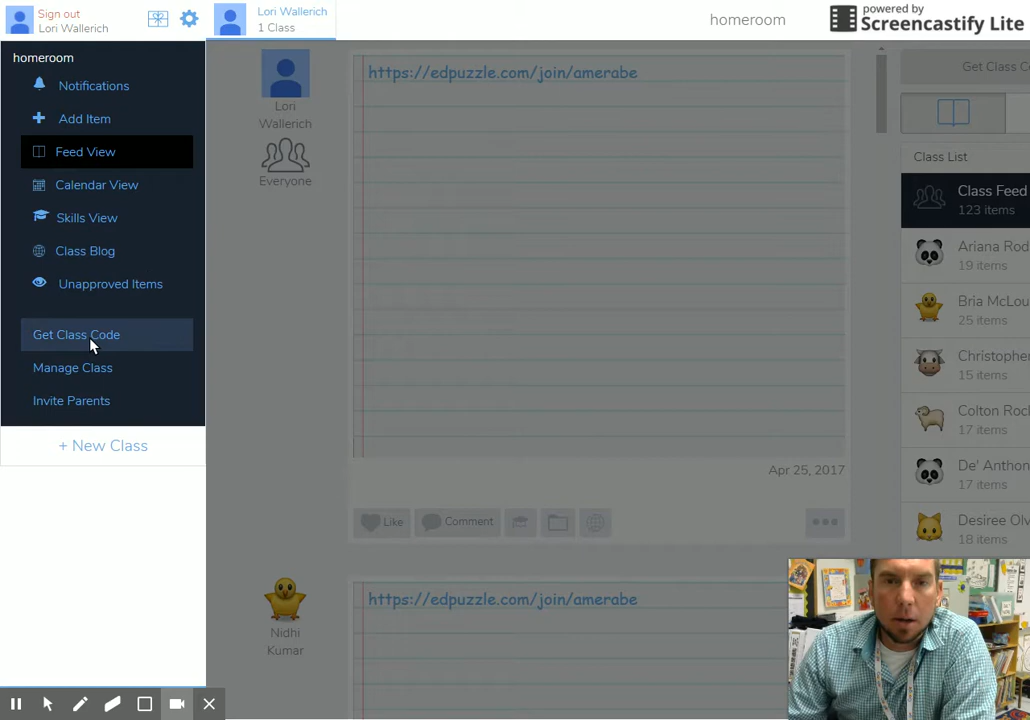 Sign out
Lori Wallerich
Lori Wallerich
1 Class
homeroom
powered by
Screencastify Lite
homeroom
Notifications
Add Item
Feed View
Calendar View
Skills View
Class Blog
Unapproved Items
Get Class Code
Manage Class
Invite Parents
+ New Class
Lori
Wallerich
Everyone
https://edpuzzle.com/join/amerabe
Apr 25, 2017
Like
Comment
Nidhi
Kumar
https://edpuzzle.com/join/amerabe
Get Class Co
Class List
Class Feed
123 items
Ariana Rod
19 items
Bria McLou
25 items
Christopher
15 items
Colton Rock
17 items
De' Anthon
17 items
Desiree Olv
18 items